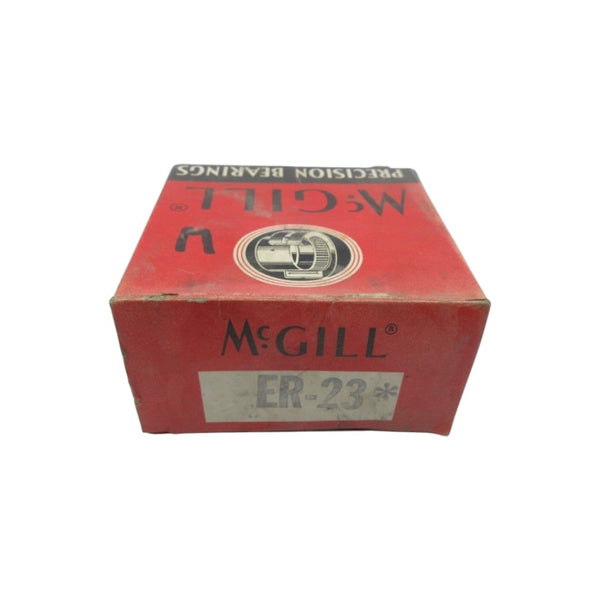 PRECISION BEARINGS
McGILL®
M
McGILL®
ER-23*